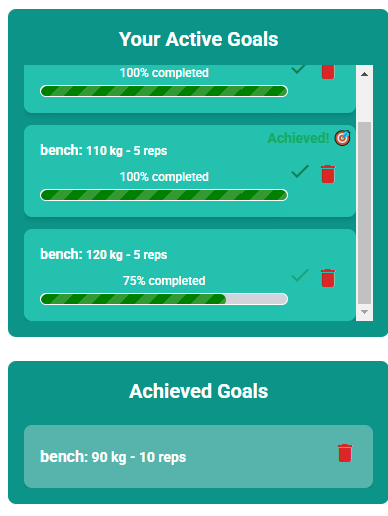 Your Active Goals
100% completed
Achieved! 🎯
bench: 110 kg - 5 reps
100% completed
bench: 120 kg - 5 reps
75% completed
Achieved Goals
bench: 90 kg - 10 reps